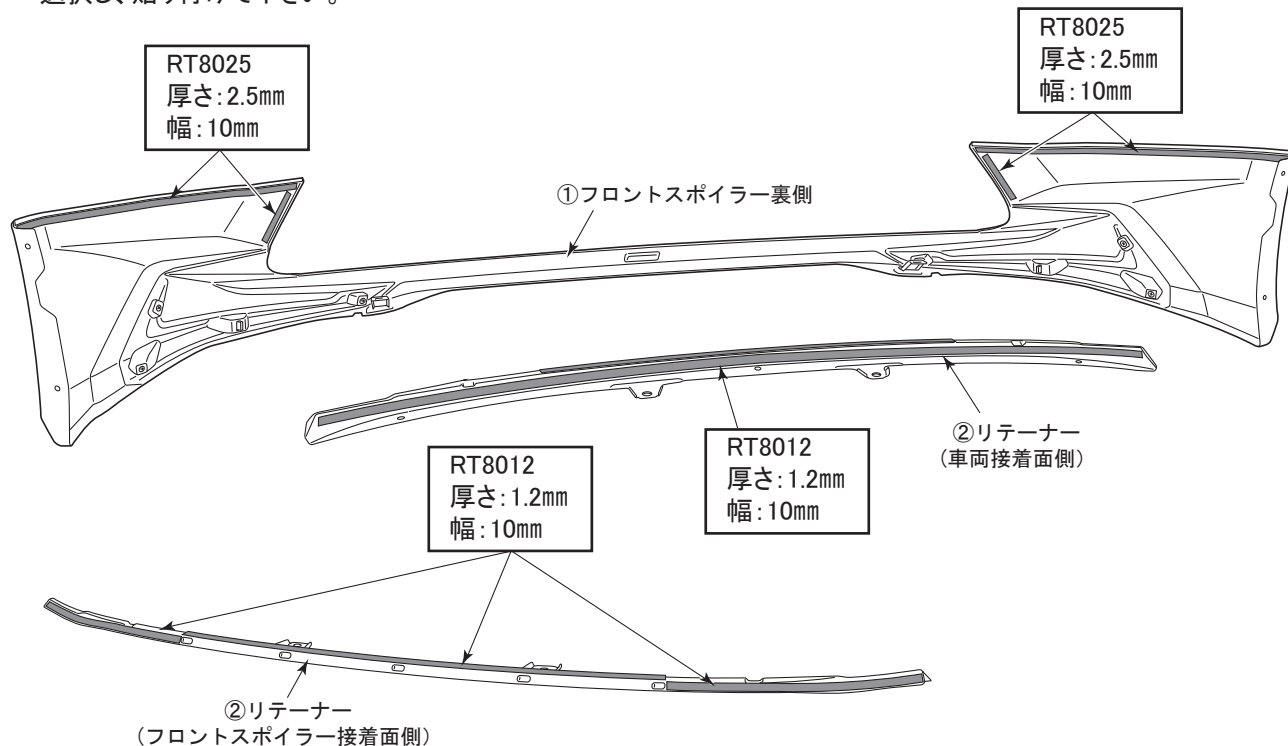 選択し、貼り付けて下さい。
RT8025
厚さ:2.5㎜
幅:10㎜
RT8025
厚さ:2.5㎜
幅:10㎜
①フロントスポイラー裏側
RT8012
厚さ:1.2㎜
幅:10㎜
②リテーナー
(車両接着面側)
RT8012
厚さ:1.2㎜
幅:10㎜
②リテーナー
(フロントスポイラー接着面側)